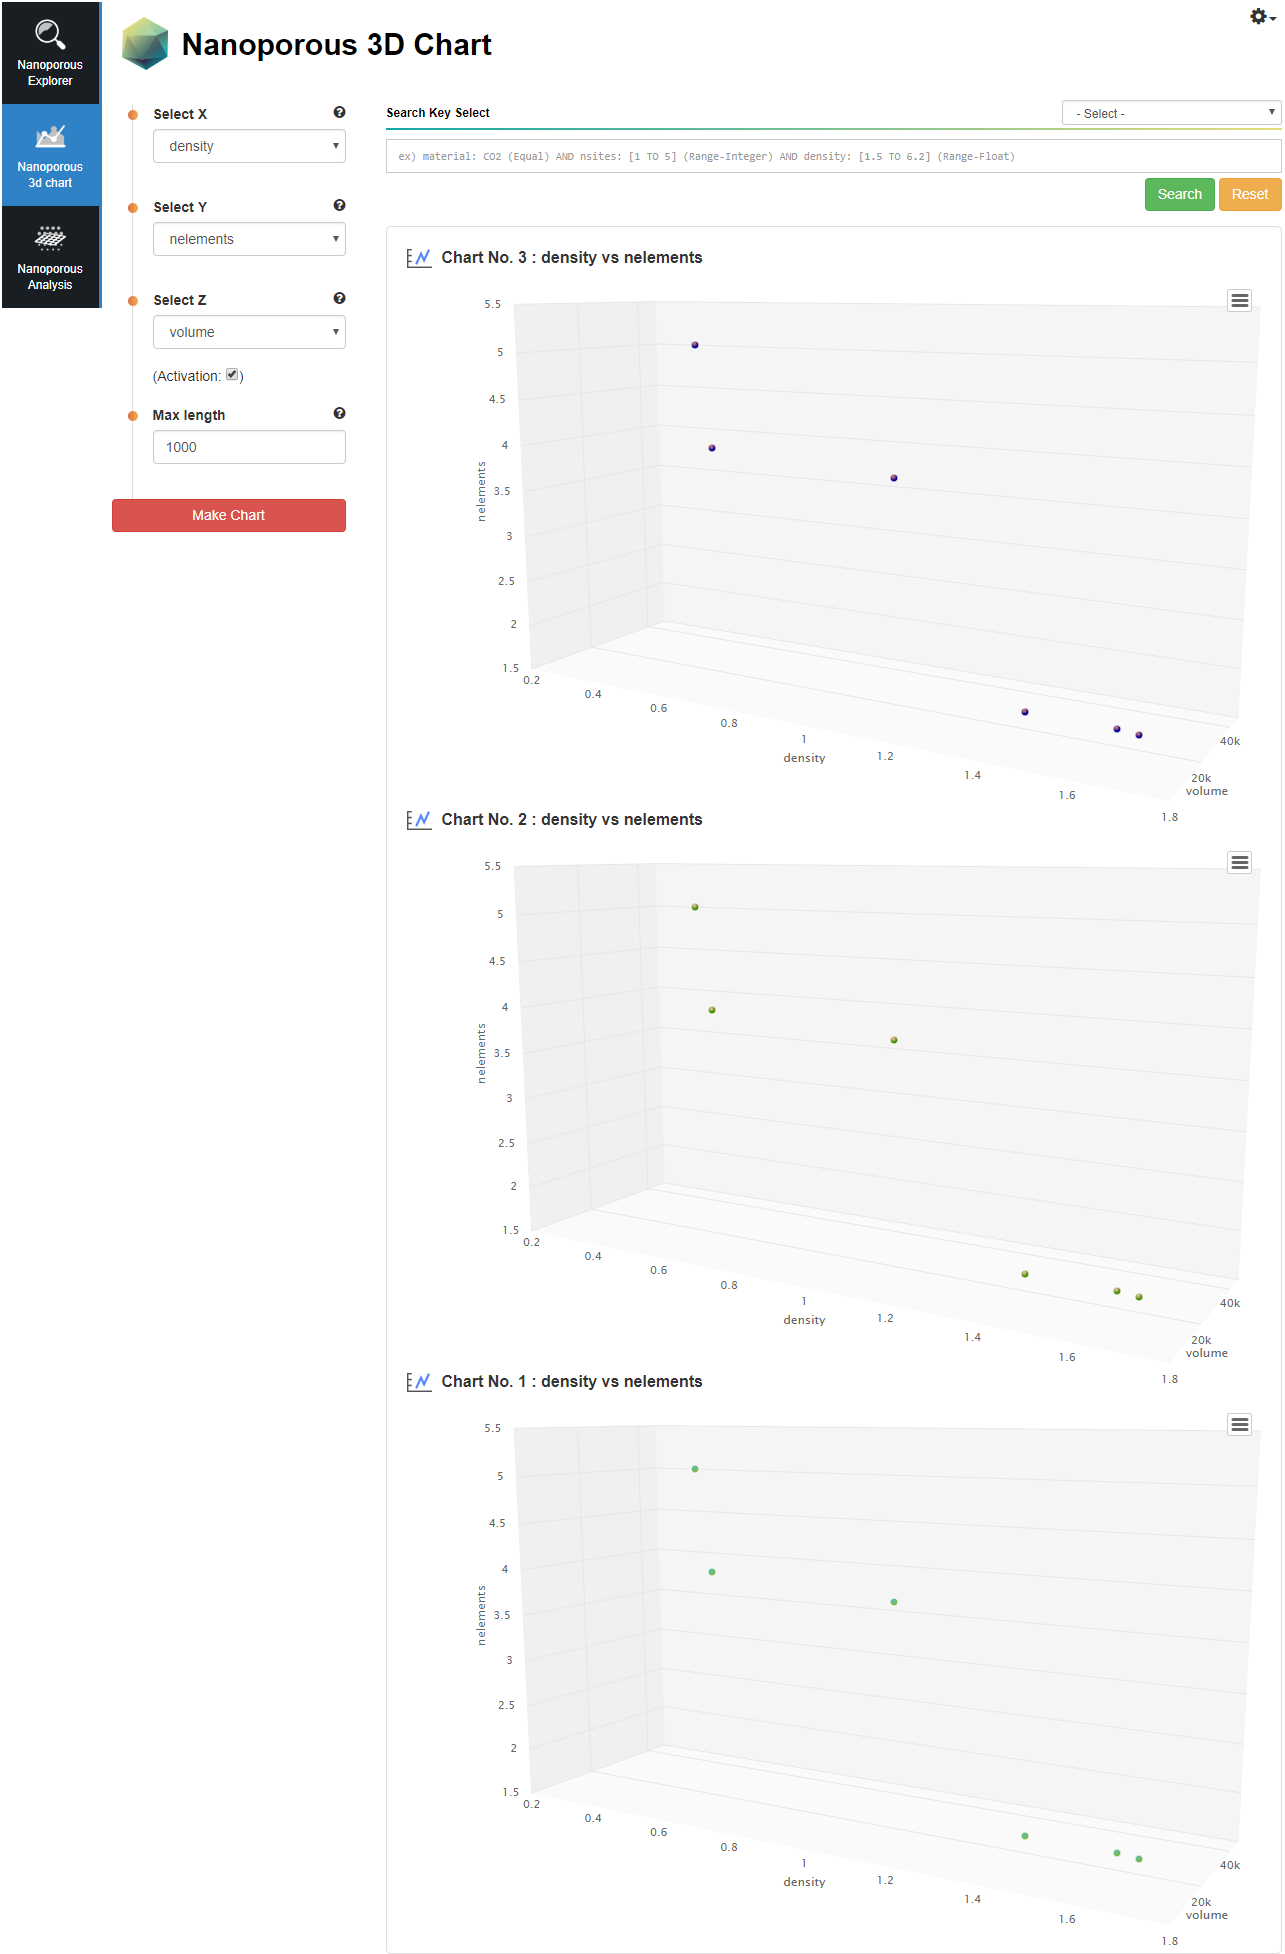 Nanoporous
Explorer
Nanoporous
3d chart
Nanoporous
Analysis
Nanoporous 3D Chart
Select X
density
Select Y
nelements
Select Z
volume
(Activation: )
Max length
1000
Make Chart
Search Key Select
- Select -
ex) material: CO2 (Equal) AND nsites: [1 TO 5] (Range-Integer) AND density: [1.5 TO 6.2] (Range-Float)
Search
Reset
Chart No. 3 : density vs nelements
5.5
5
4.5
4
3.5
3
2.5
2
1.5
nelements
0.2
0.4
0.6
0.8
1
1.2
1.4
1.6
1.8
density
40k
20k
volume
Chart No. 2 : density vs nelements
5.5
5
4.5
4
3.5
3
2.5
2
1.5
nelements
0.2
0.4
0.6
0.8
1
1.2
1.4
1.6
1.8
density
40k
20k
volume
Chart No. 1 : density vs nelements
5.5
5
4.5
4
3.5
3
2.5
2
1.5
nelements
0.2
0.4
0.6
0.8
1
1.2
1.4
1.6
1.8
density
40k
20k
volume